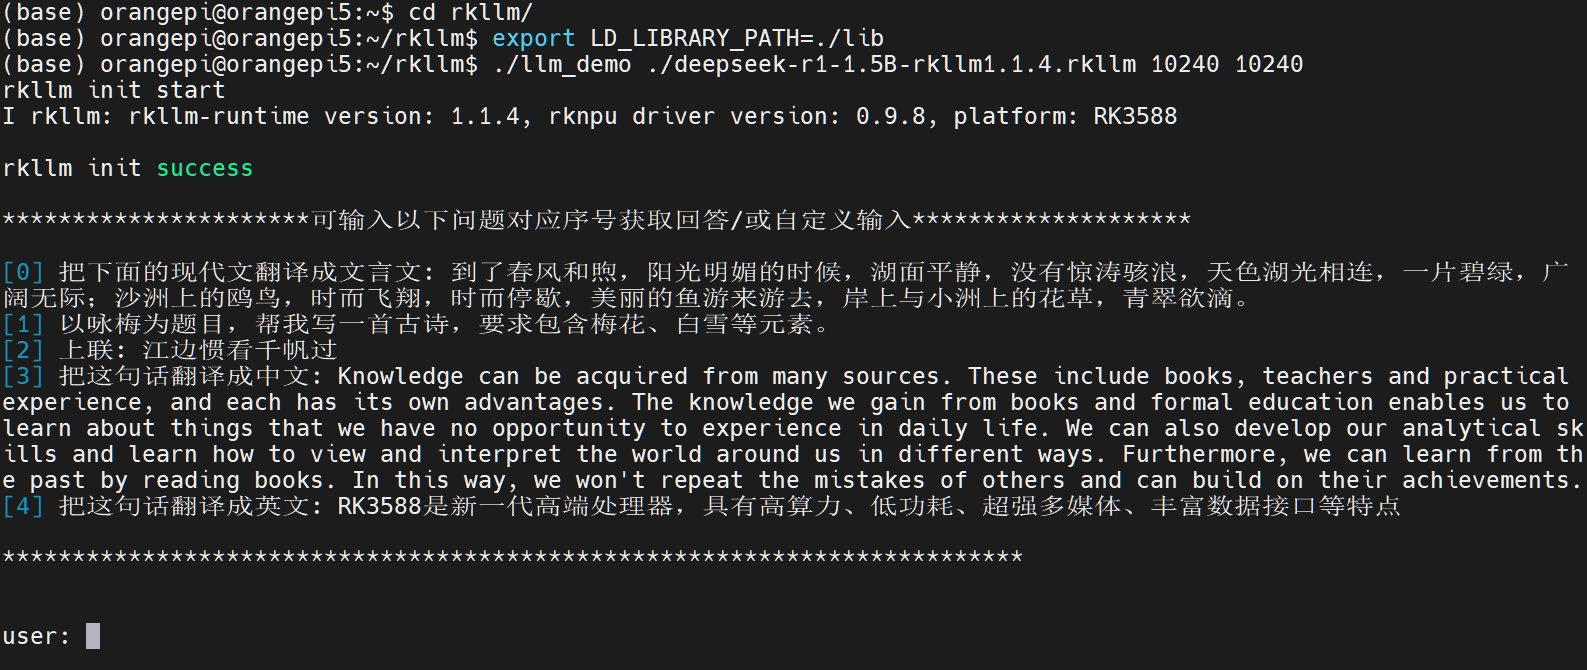 (base) orangepi@orangepi5:~$ cd rkllm/
(base) orangepi@orangepi5:~/rkllm$ export LD_LIBRARY_PATH=./lib
(base) orangepi@orangepi5:~/rkllm$ ./llm_demo ./deepseek-r1-1.5B-rkllm1.1.4.rkllm 10240 10240
rkllm init start
I rkllm: rkllm-runtime version: 1.1.4, rknpu driver version: 0.9.8, platform: RK3588
rkllm init success
**********************可输入以下问题对应序号获取回答/或自定义输入********************
[0] 把下面的现代文翻译成文言文: 到了春风和煦，阳光明媚的时候，湖面平静，没有惊涛骇浪，天色湖光相连，一片碧绿，广
阔无际；沙洲上的鸥鸟，时而飞翔，时而停歇，美丽的鱼游来游去，岸上与小洲上的花草，青翠欲滴。
[1] 以咏梅为题目，帮我写一首古诗，要求包含梅花、白雪等元素。
[2] 上联: 江边惯看千帆过
[3] 把这句话翻译成中文: Knowledge can be acquired from many sources. These include books, teachers and practical
experience, and each has its own advantages. The knowledge we gain from books and formal education enables us to
learn about things that we have no opportunity to experience in daily life. We can also develop our analytical sk
ills and learn how to view and interpret the world around us in different ways. Furthermore, we can learn from th
e past by reading books. In this way, we won't repeat the mistakes of others and can build on their achievements.
[4] 把这句话翻译成英文: RK3588是新一代高端处理器，具有高算力、低功耗、超强多媒体、丰富数据接口等特点
*************************************************************************
user: